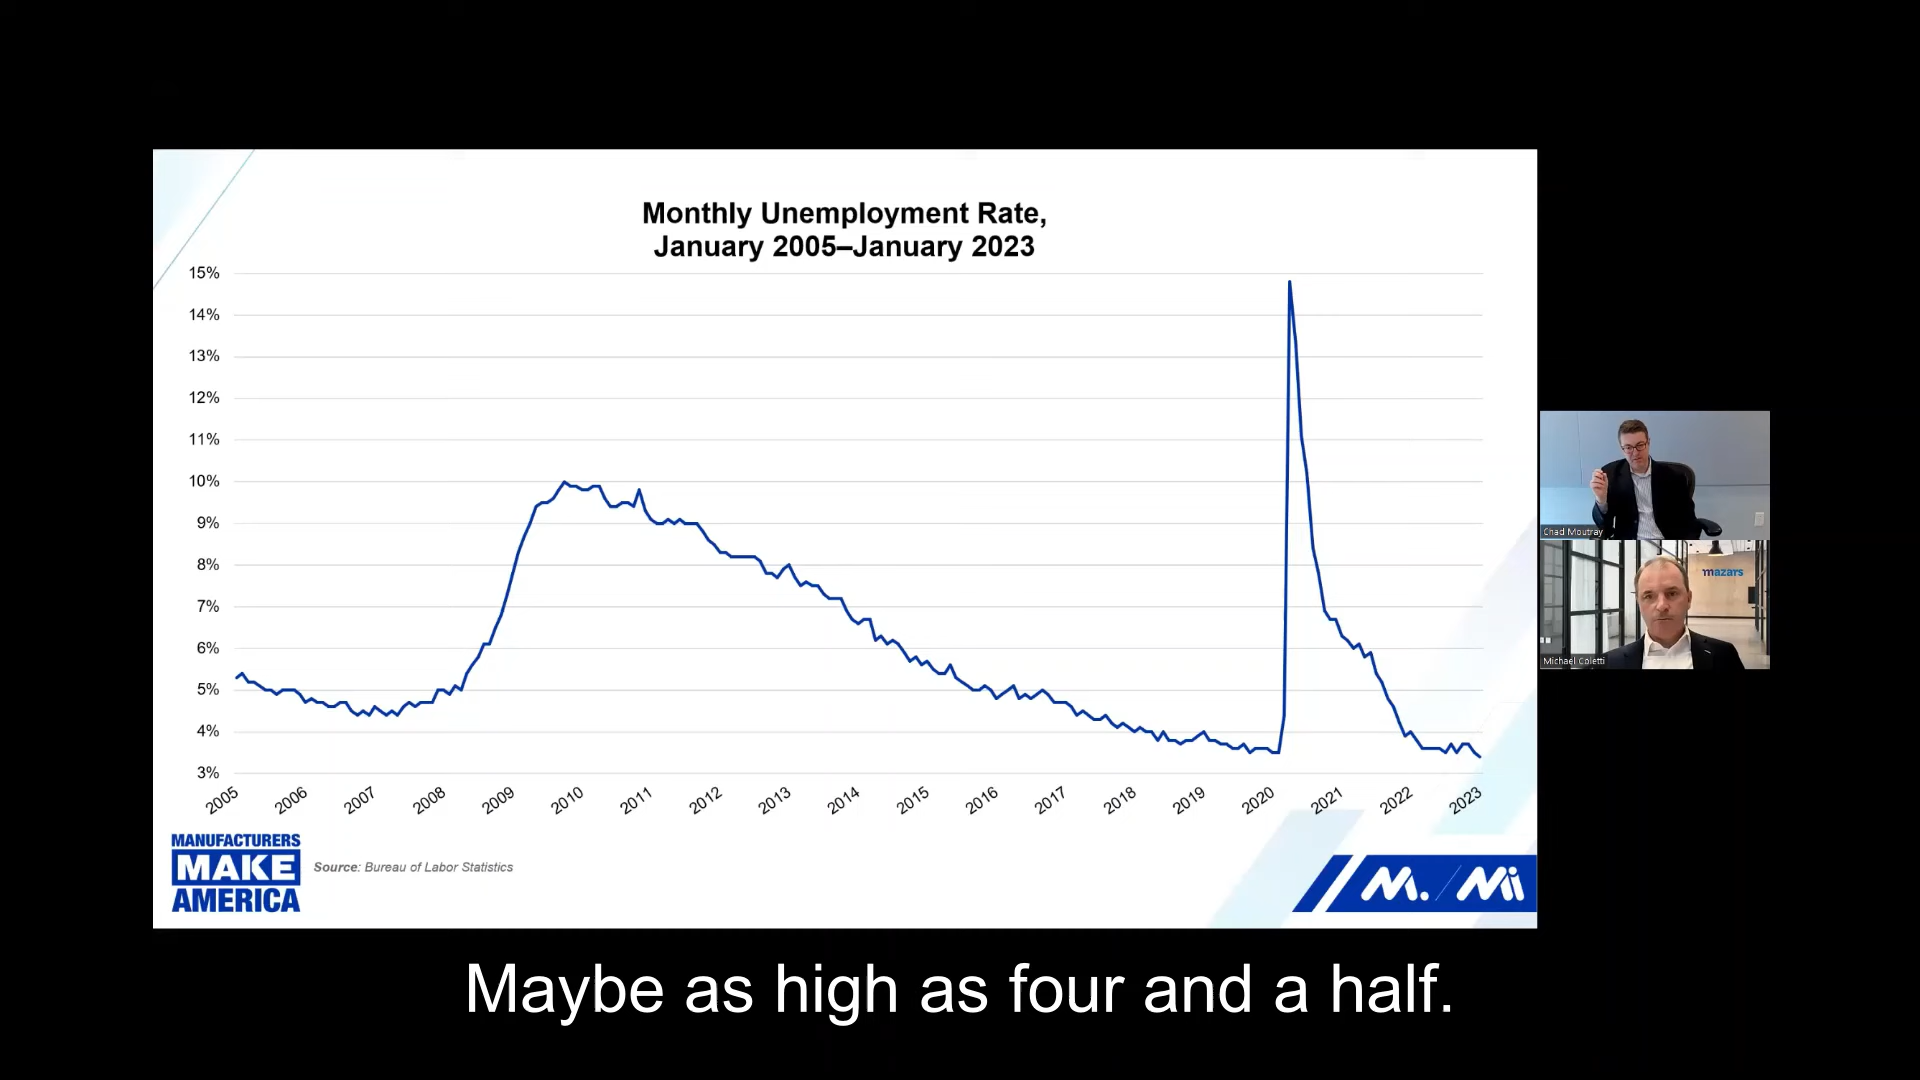 Monthly Unemployment Rate,
January 2005–January 2023
15%
14%
13%
12%
11%
10%
9%
8%
7%
6%
5%
4%
3%
2005
2006
2007
2008
2009
2010
2011
2012
2013
2014
2015
2016
2017
2018
2019
2020
2021
2022
2023
MANUFACTURERS
MAKE
AMERICA
Source: Bureau of Labor Statistics
M. / Mi
Chad Moutray
mazars
Michael Coletti
Maybe as high as four and a half.